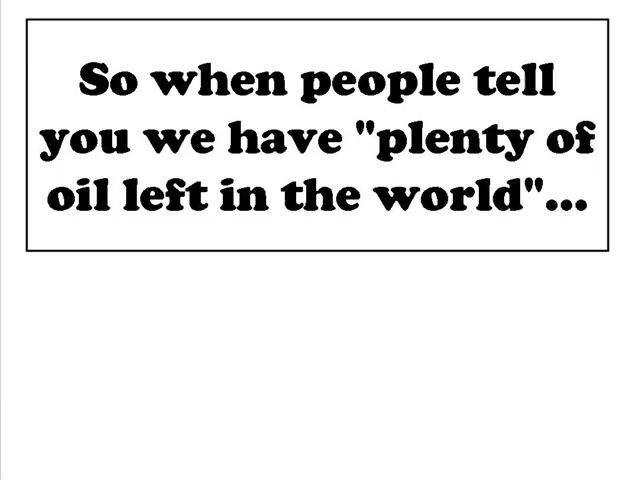 So when people tell
you we have "plenty of
oil left in the world"...